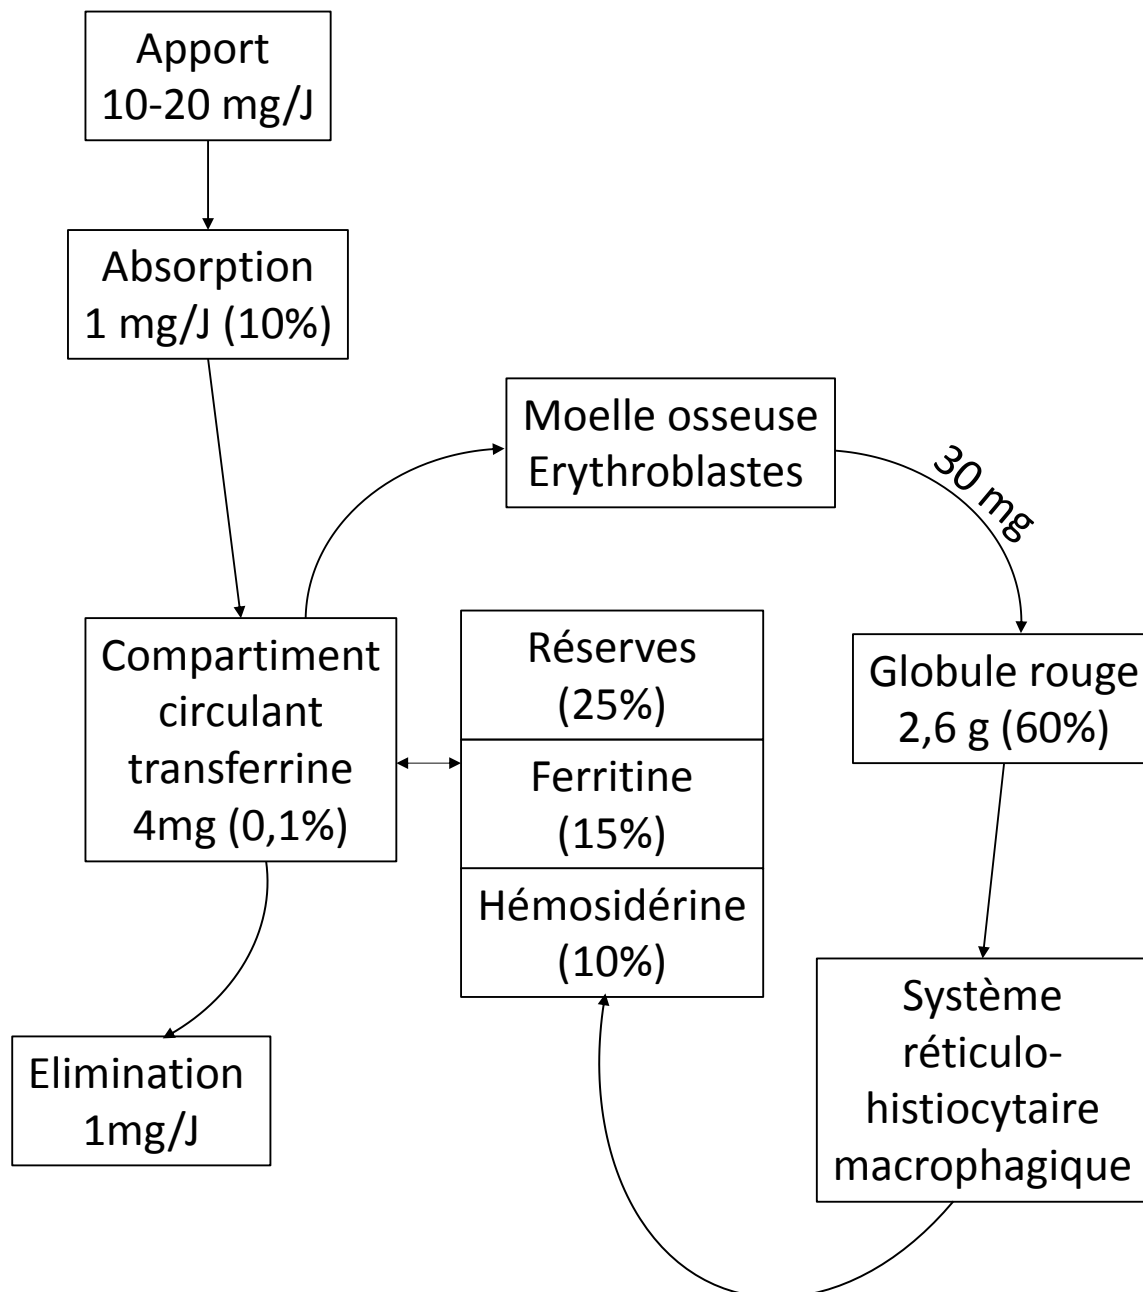 Apport
10-20 mg/J
Absorption
1 mg/J (10%)
Moelle osseuse
Erythroblastes
30 mg
Compartiment
circulant
transferrine
4mg (0,1%)
Réserves
(25%)
Ferritine
(15%)
Hémosidérine
(10%)
Globule rouge
2,6 g (60%)
Système
réticulo-
histiocytaire
macrophagique
Elimination
1mg/J